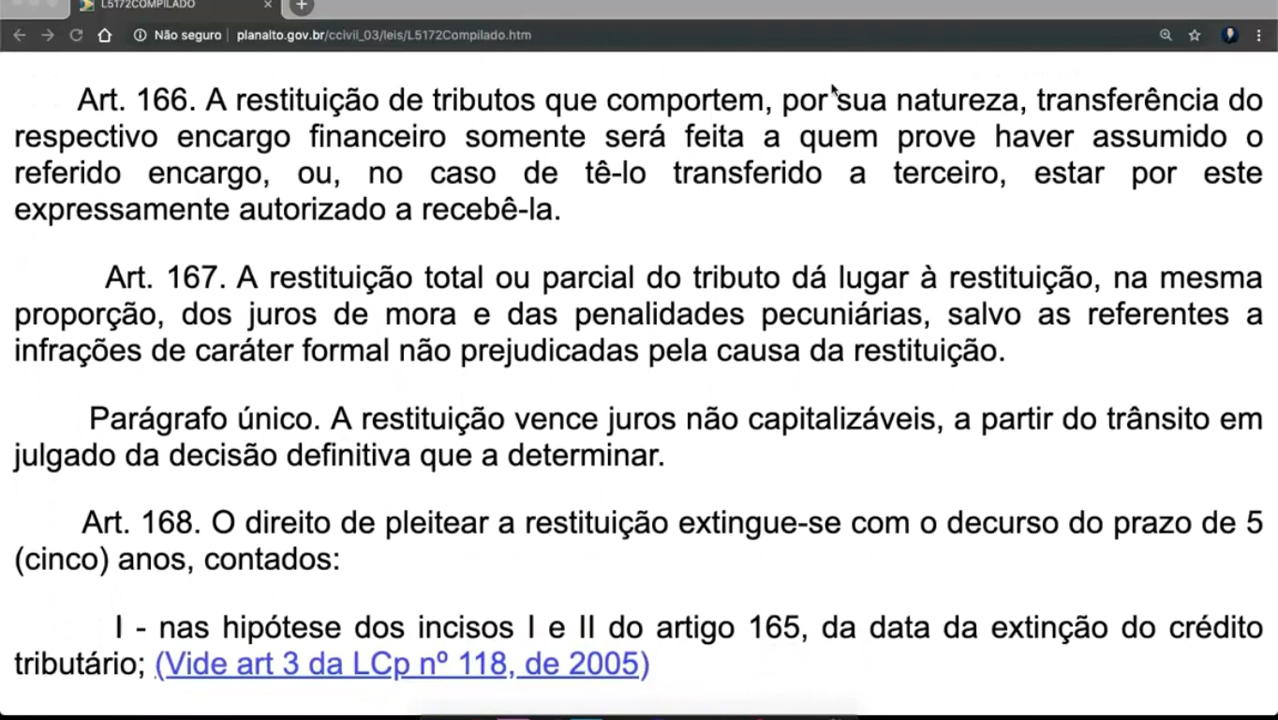 L5172COMPILADO
Não seguro | planalto.gov.br/ccivil_03/leis/L5172Compilado.htm
Art. 166. A restituição de tributos que comportem, por sua natureza, transferência do
respectivo encargo financeiro somente será feita a quem prove haver assumido o
referido encargo, ou, no caso de tê-lo transferido a terceiro, estar por este
expressamente autorizado a recebê-la.
Art. 167. A restituição total ou parcial do tributo dá lugar à restituição, na mesma
proporção, dos juros de mora e das penalidades pecuniárias, salvo as referentes a
infrações de caráter formal não prejudicadas pela causa da restituição.
Parágrafo único. A restituição vence juros não capitalizáveis, a partir do trânsito em
julgado da decisão definitiva que a determinar.
Art. 168. O direito de pleitear a restituição extingue-se com o decurso do prazo de 5
(cinco) anos, contados:
I - nas hipótese dos incisos I e II do artigo 165, da data da extinção do crédito
tributário; (Vide art 3 da LCp nº 118, de 2005)